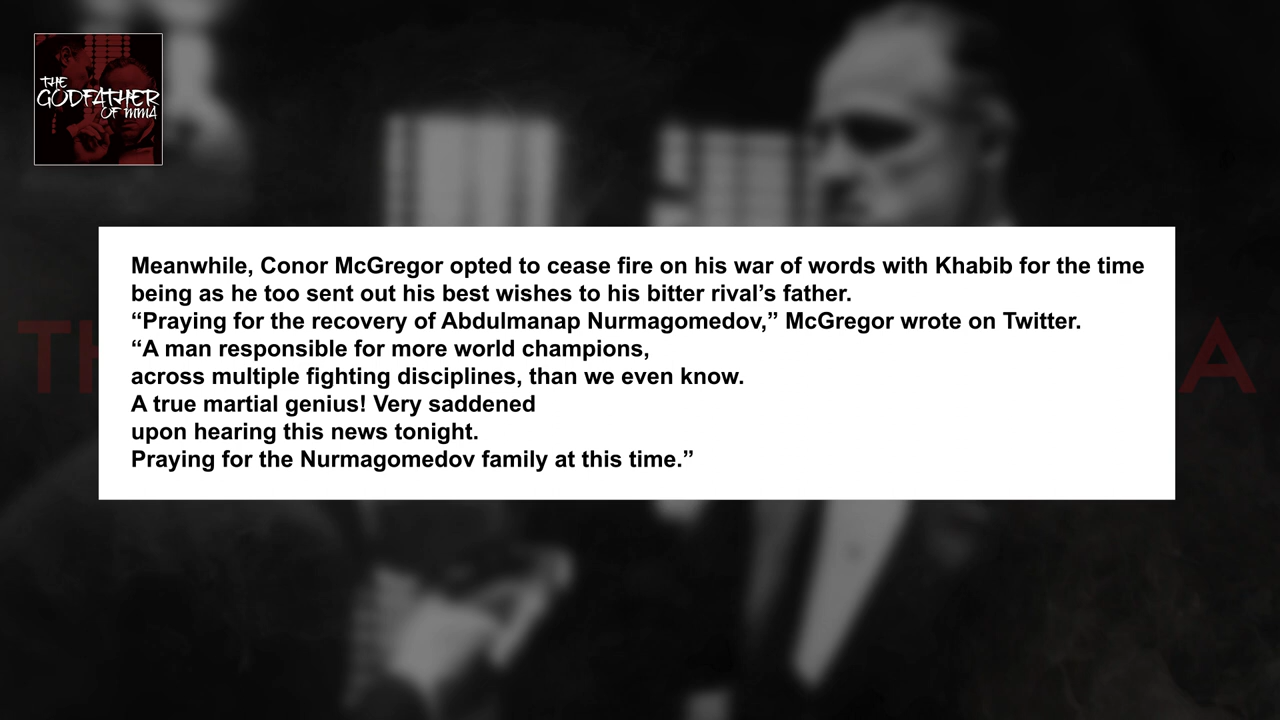 THE
GODFATHER
OF MMA
Meanwhile, Conor McGregor opted to cease fire on his war of words with Khabib for the time
being as he too sent out his best wishes to his bitter rival’s father.
“Praying for the recovery of Abdulmanap Nurmagomedov,” McGregor wrote on Twitter.
“A man responsible for more world champions,
across multiple fighting disciplines, than we even know.
A true martial genius! Very saddened
upon hearing this news tonight.
Praying for the Nurmagomedov family at this time.”